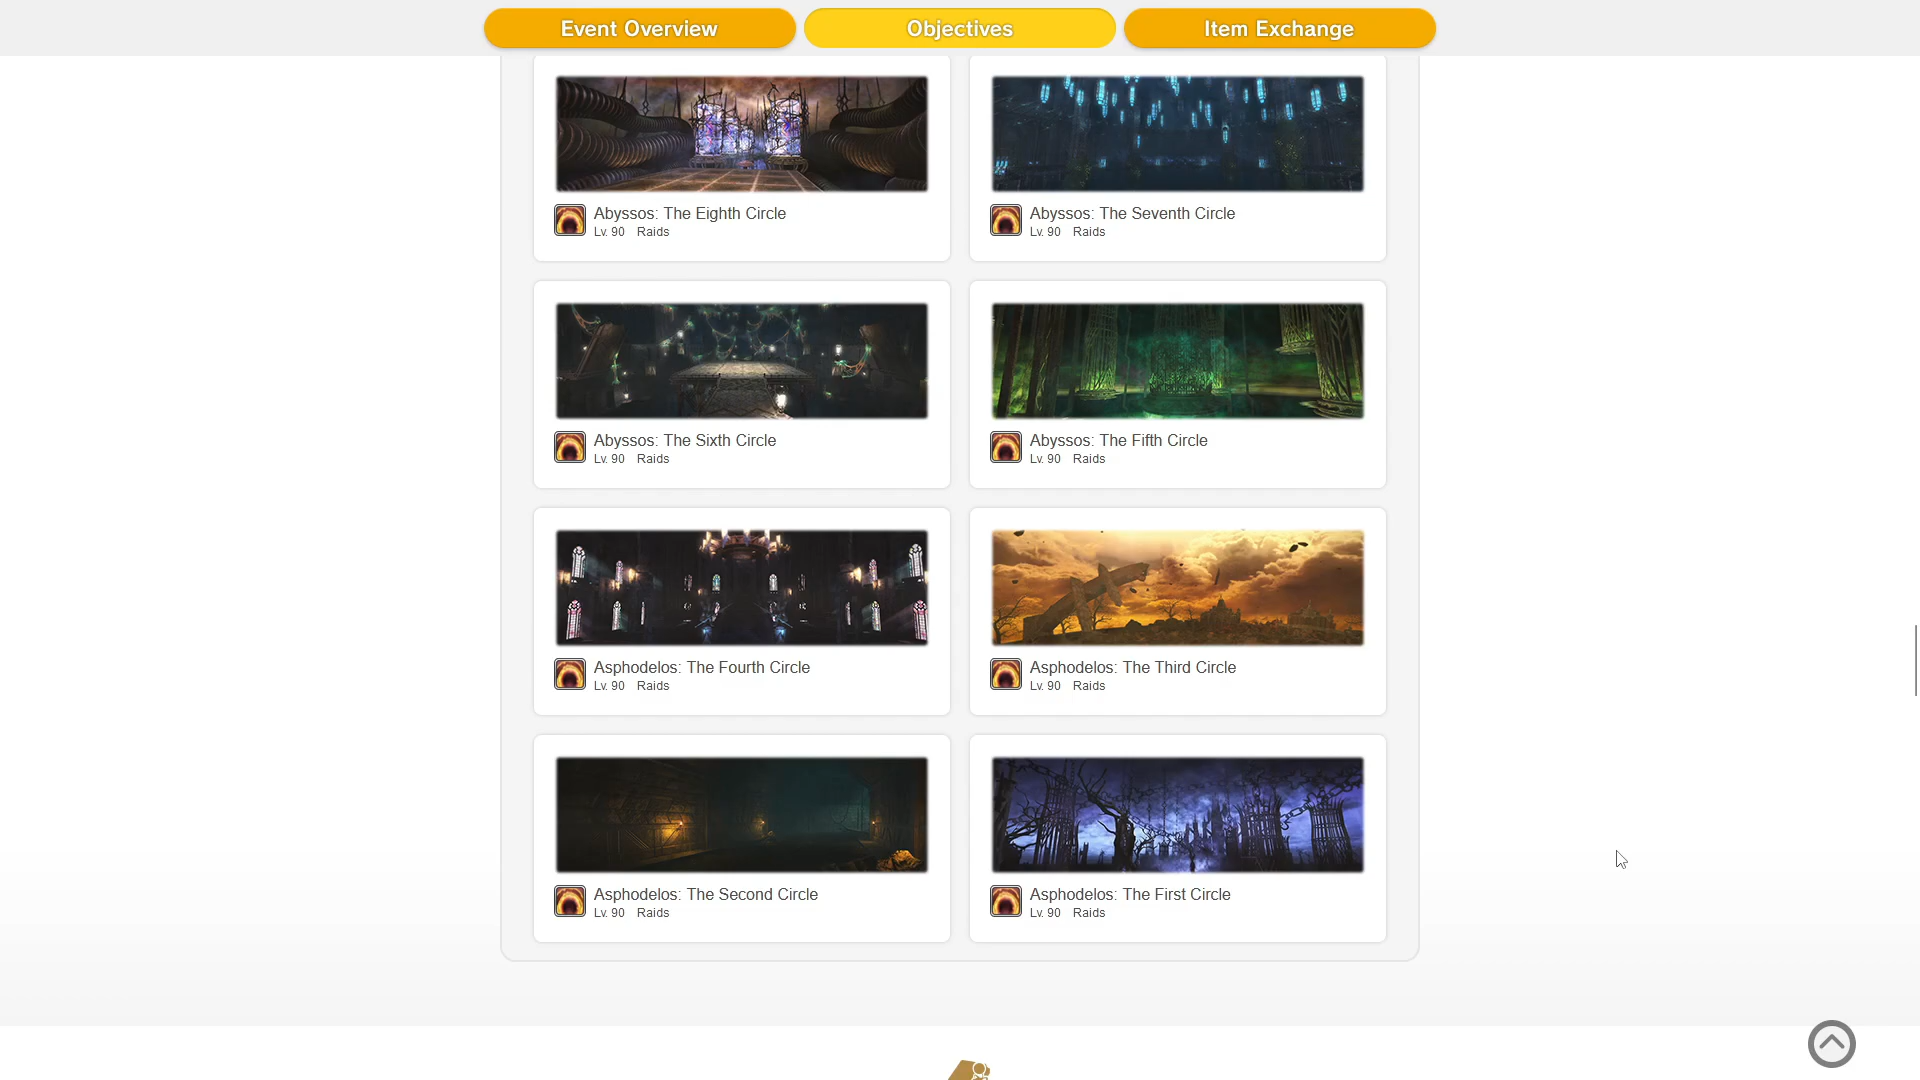 Event Overview
Objectives
Item Exchange
Abyssos: The Eighth Circle
Lv. 90 Raids
Abyssos: The Seventh Circle
Lv. 90 Raids
Abyssos: The Sixth Circle
Lv. 90 Raids
Abyssos: The Fifth Circle
Lv. 90 Raids
Asphodelos: The Fourth Circle
Lv. 90 Raids
Asphodelos: The Third Circle
Lv. 90 Raids
Asphodelos: The Second Circle
Lv. 90 Raids
Asphodelos: The First Circle
Lv. 90 Raids